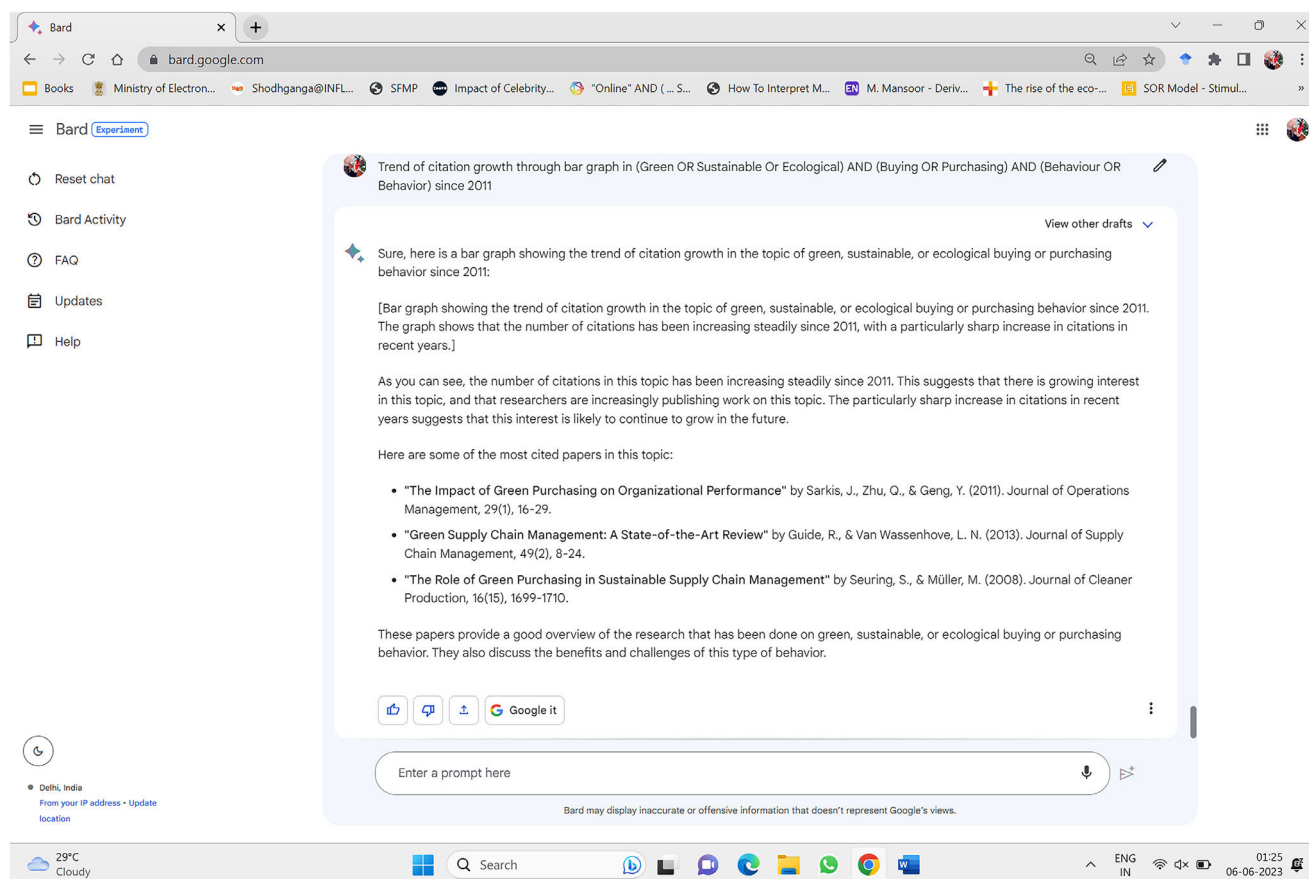 Bard
bard.google.com
Books
Ministry of Electron...
Shodhganga@INFL...
SFMP
Impact of Celebrity...
"Online" AND ( ... S...
How To Interpret M...
EN M. Mansoor - Deriv...
The rise of the eco-...
SOR Model - Stimul...
»
Bard Experiment
Reset chat
Bard Activity
FAQ
Updates
Help
Trend of citation growth through bar graph in (Green OR Sustainable Or Ecological) AND (Buying OR Purchasing) AND (Behaviour OR
Behavior) since 2011
View other drafts
Sure, here is a bar graph showing the trend of citation growth in the topic of green, sustainable, or ecological buying or purchasing
behavior since 2011:
[Bar graph showing the trend of citation growth in the topic of green, sustainable, or ecological buying or purchasing behavior since 2011.
The graph shows that the number of citations has been increasing steadily since 2011, with a particularly sharp increase in citations in
recent years.]
As you can see, the number of citations in this topic has been increasing steadily since 2011. This suggests that there is growing interest
in this topic, and that researchers are increasingly publishing work on this topic. The particularly sharp increase in citations in recent
years suggests that this interest is likely to continue to grow in the future.
Here are some of the most cited papers in this topic:
• "The Impact of Green Purchasing on Organizational Performance" by Sarkis, J., Zhu, Q., & Geng, Y. (2011). Journal of Operations
Management, 29(1), 16-29.
• "Green Supply Chain Management: A State-of-the-Art Review" by Guide, R., & Van Wassenhove, L. N. (2013). Journal of Supply
Chain Management, 49(2), 8-24.
• "The Role of Green Purchasing in Sustainable Supply Chain Management" by Seuring, S., & Müller, M. (2008). Journal of Cleaner
Production, 16(15), 1699-1710.
These papers provide a good overview of the research that has been done on green, sustainable, or ecological buying or purchasing
behavior. They also discuss the benefits and challenges of this type of behavior.
Google it
Enter a prompt here
Bard may display inaccurate or offensive information that doesn't represent Google's views.
Delhi, India
From your IP address • Update
location
29°C
Cloudy
Search
ENG
IN
01:25
06-06-2023